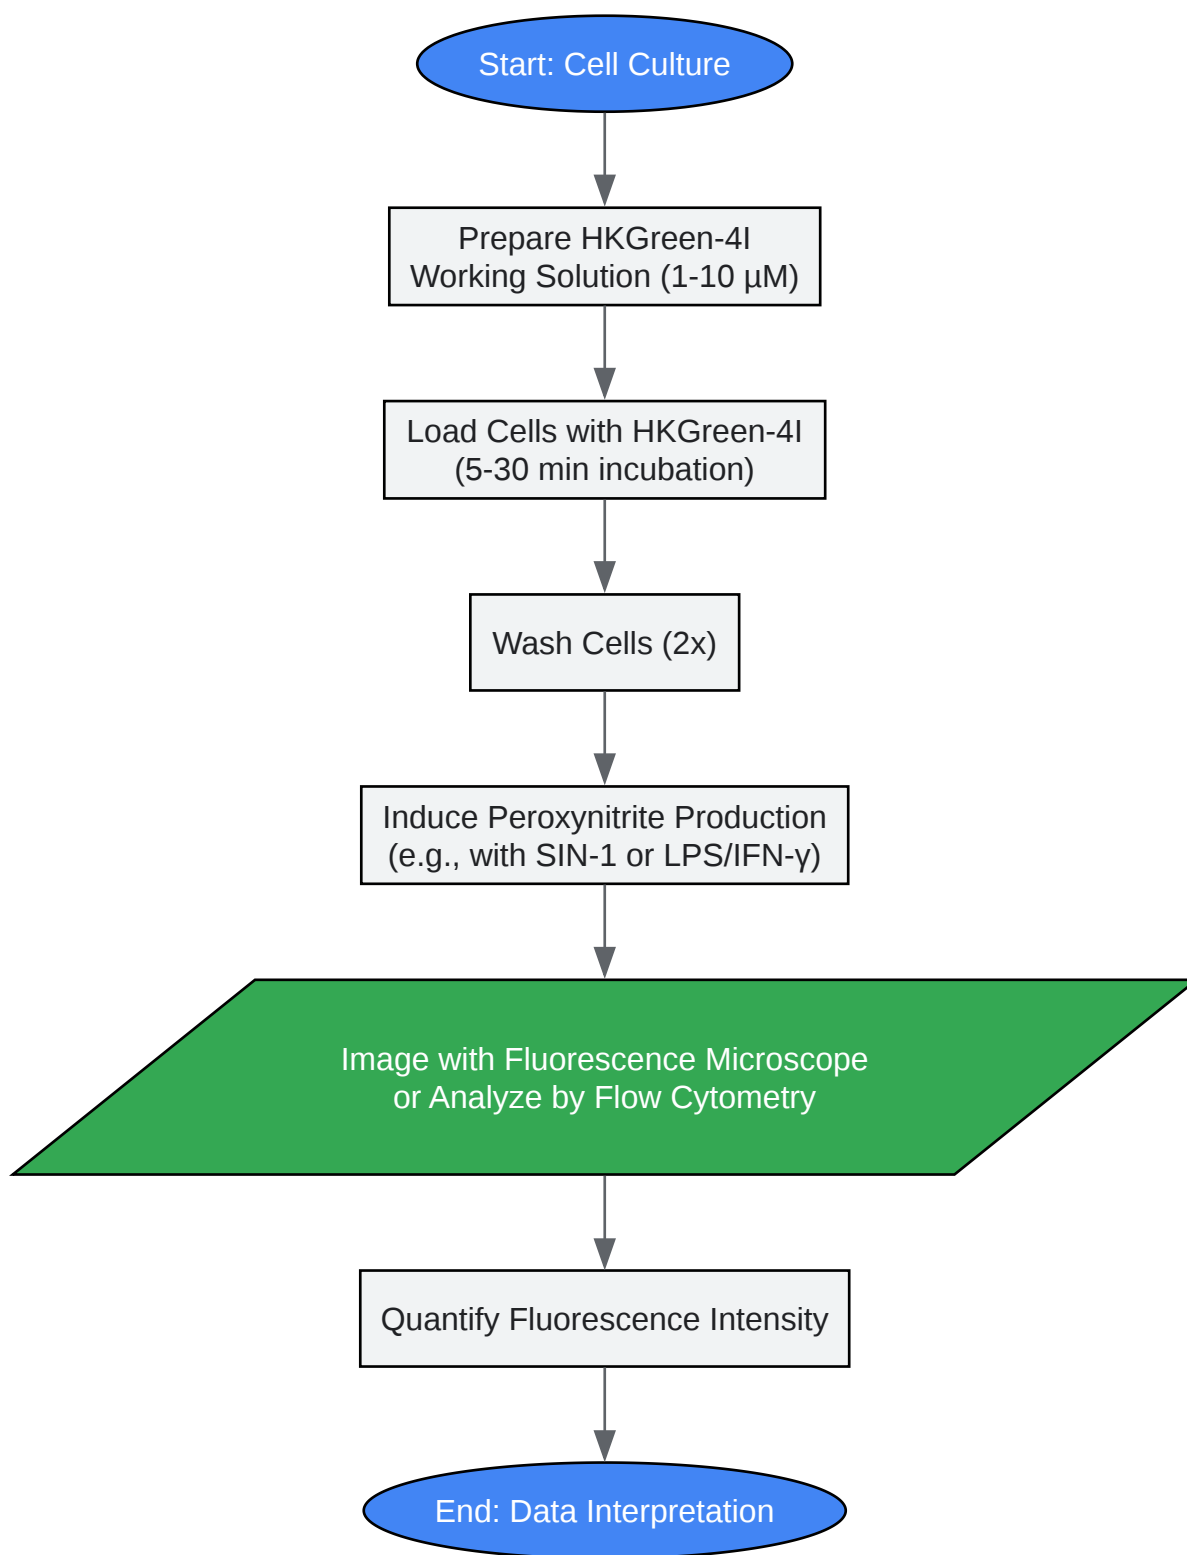 Start: Cell Culture
Prepare HKGreen-4I
Working Solution (1-10 µM)
Load Cells with HKGreen-4I
(5-30 min incubation)
Wash Cells (2x)
Induce Peroxynitrite Production
(e.g., with SIN-1 or LPS/IFN-γ)
Image with Fluorescence Microscope
or Analyze by Flow Cytometry
Quantify Fluorescence Intensity
End: Data Interpretation